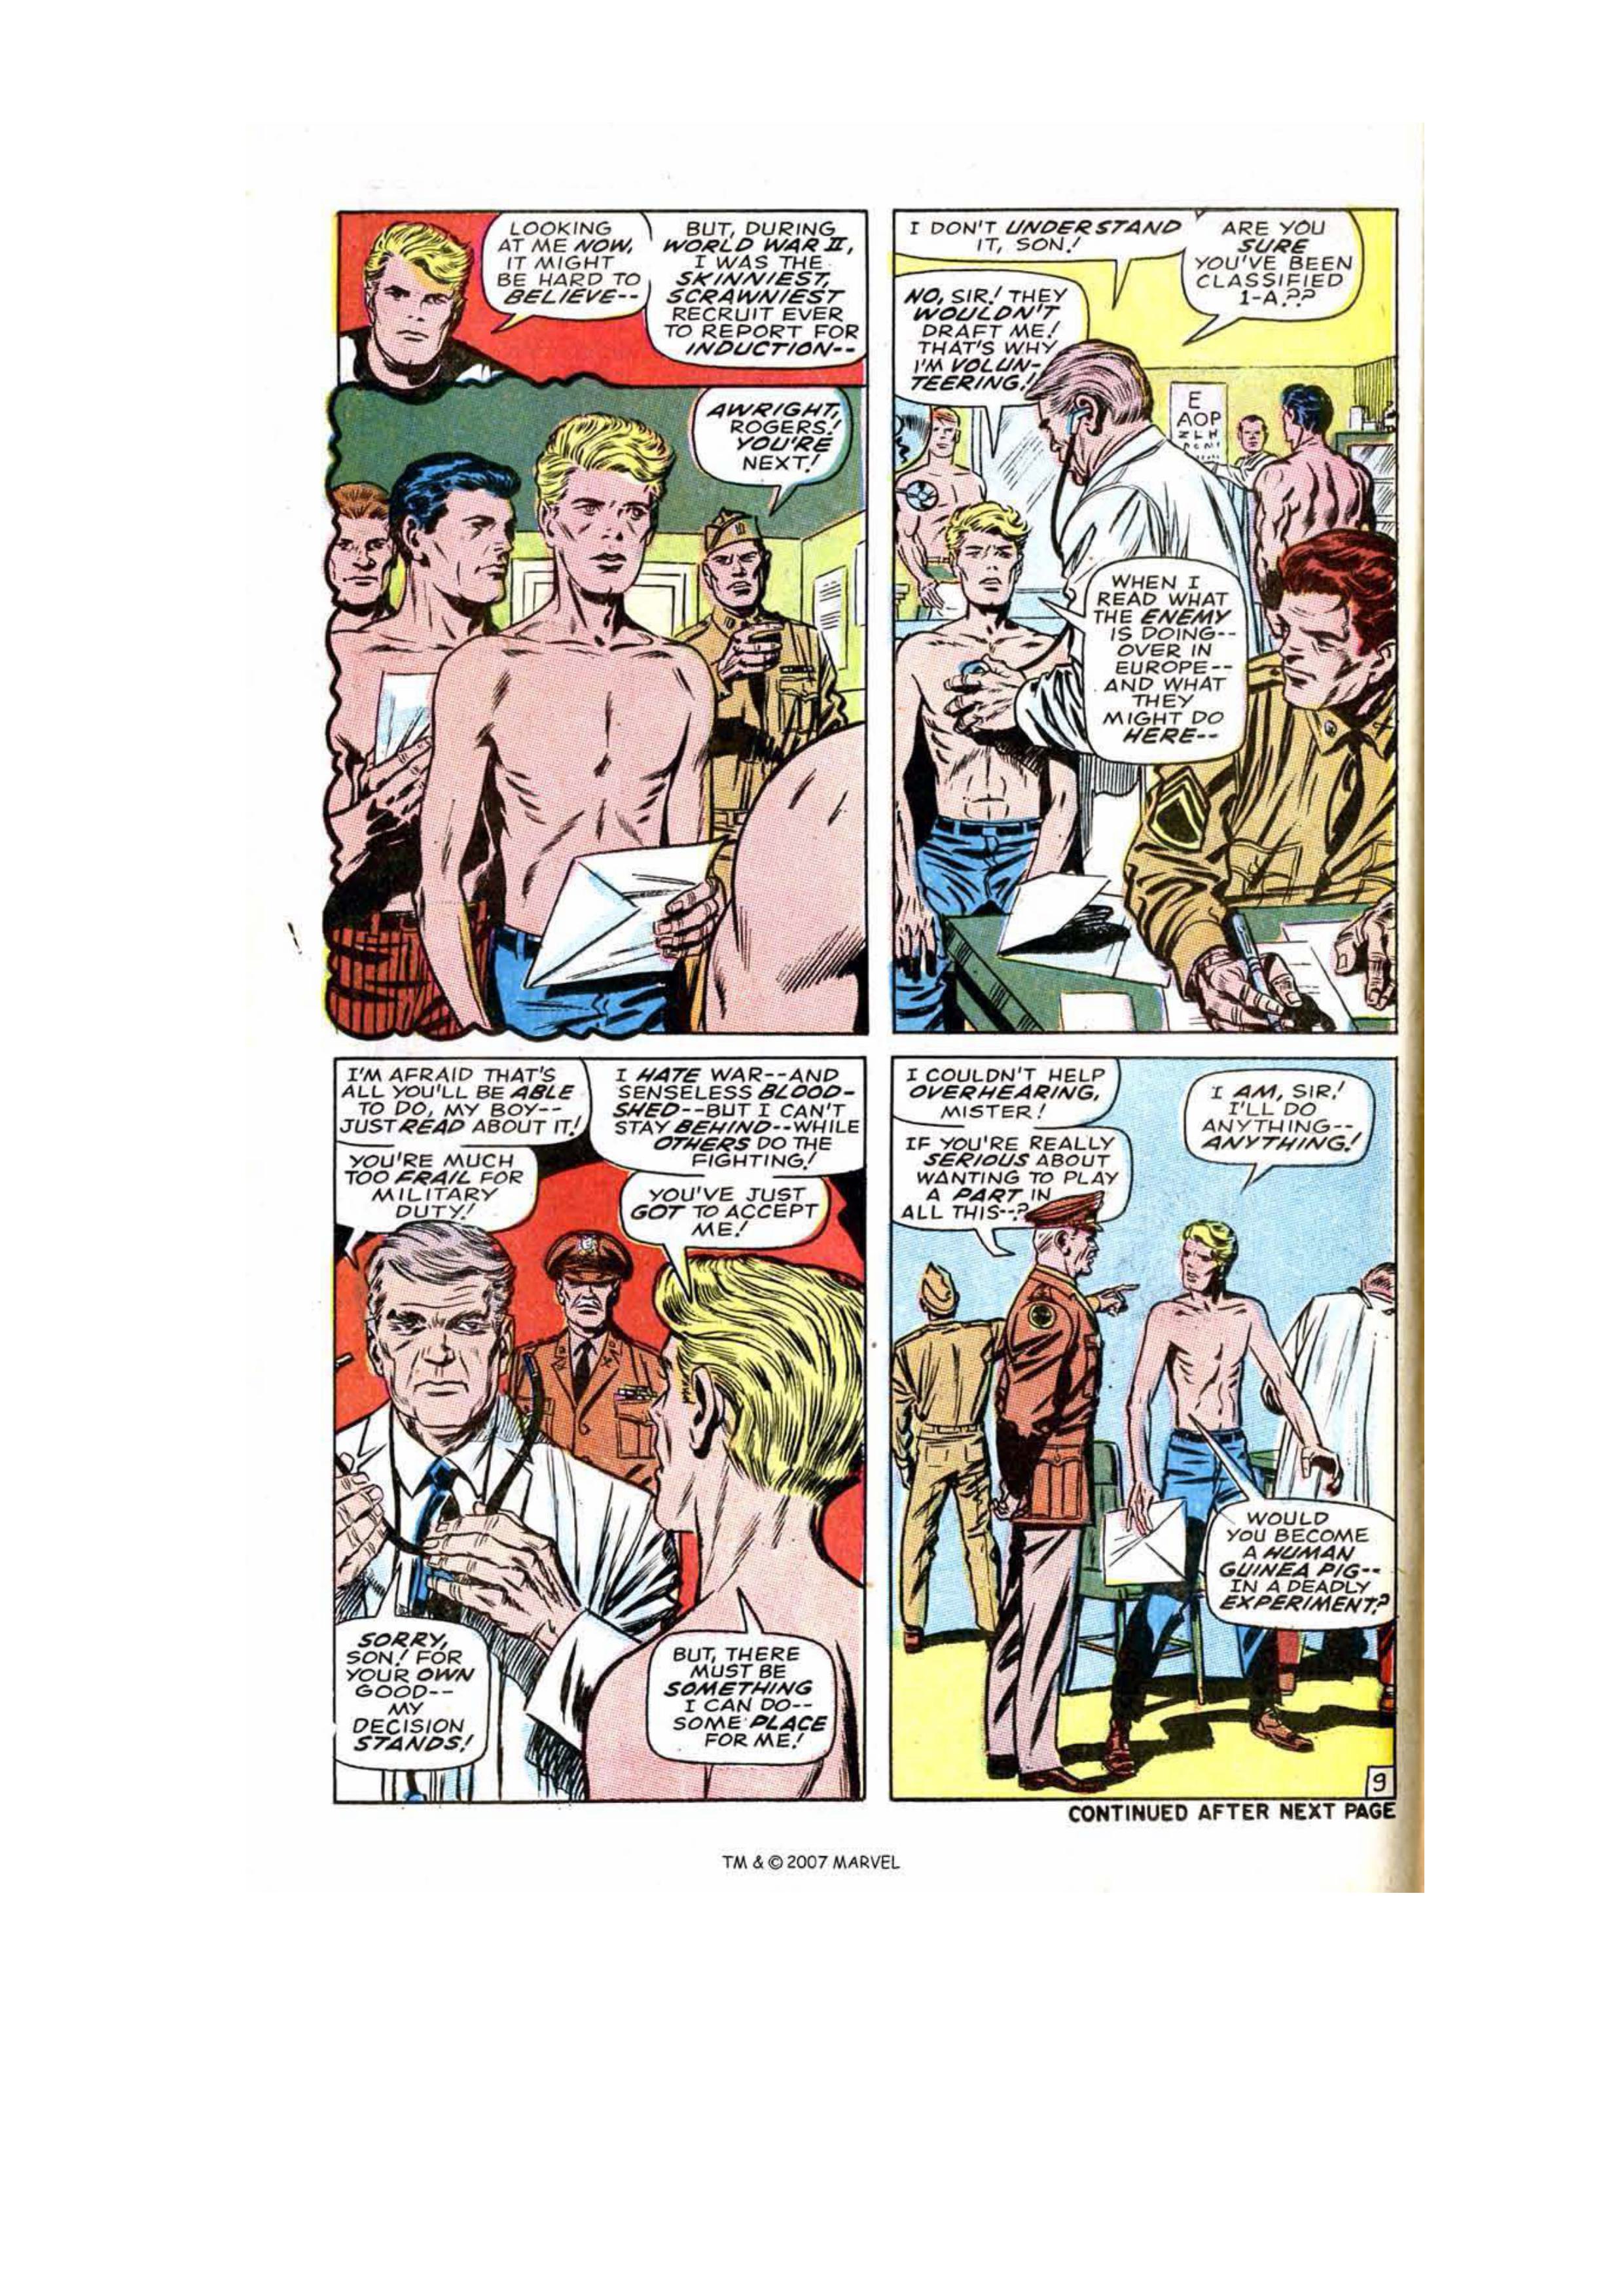 LOOKING
AT ME NOW,
IT MIGHT
BE HARD TO
BELIEVE--
BUT, DURING
WORLD WAR II,
I WAS THE
SKINNIEST,
SCRAWNIEST
RECRUIT EVER
TO REPORT FOR
INDUCTION--
AWRIGHT,
ROGERS!
YOU'RE
NEXT!
I DON'T UNDERSTAND
IT, SON!
ARE YOU
SURE
YOU'VE BEEN
CLASSIFIED
1-A??
NO, SIR! THEY
WOULDN'T
DRAFT ME!
THAT'S WHY
I'M VOLUN-
TEERING!
E
AOP
ZLH
WHEN I
READ WHAT
THE ENEMY
IS DOING--
OVER IN
EUROPE--
AND WHAT
THEY
MIGHT DO
HERE--
I'M AFRAID THAT'S
ALL YOU'LL BE ABLE
TO DO, MY BOY--
JUST READ ABOUT IT!
YOU'RE MUCH
TOO FRAIL FOR
MILITARY
DUTY!
I HATE WAR--AND
SENSELESS BLOOD-
SHED--BUT I CAN'T
STAY BEHIND--WHILE
OTHERS DO THE
FIGHTING!
YOU'VE JUST
GOT TO ACCEPT
ME!
SORRY,
SON! FOR
YOUR OWN
GOOD--
MY
DECISION
STANDS!
BUT, THERE
MUST BE
SOMETHING
I CAN DO--
SOME PLACE
FOR ME!
I COULDN'T HELP
OVERHEARING,
MISTER!
IF YOU'RE REALLY
SERIOUS ABOUT
WANTING TO PLAY
A PART IN
ALL THIS--?
I AM, SIR!
I'LL DO
ANYTHING--
ANYTHING!
WOULD
YOU BECOME
A HUMAN
GUINEA PIG--
IN A DEADLY
EXPERIMENT?
9
CONTINUED AFTER NEXT PAGE
TM & © 2007 MARVEL